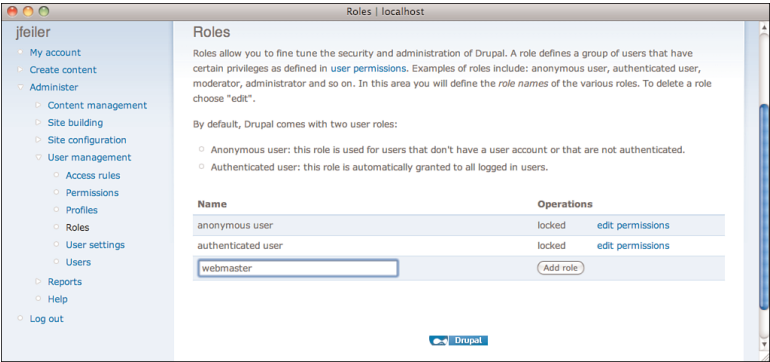 Roles | localhost
jfeiler
My account
Create content
Administer
Content management
Site building
Site configuration
User management
Access rules
Permissions
Profiles
Roles
User settings
Users
Reports
Help
Log out
Roles
Roles allow you to fine tune the security and administration of Drupal. A role defines a group of users that have
certain privileges as defined in user permissions. Examples of roles include: anonymous user, authenticated user,
moderator, administrator and so on. In this area you will define the role names of the various roles. To delete a role
choose "edit".
By default, Drupal comes with two user roles:
Anonymous user: this role is used for users that don't have a user account or that are not authenticated.
Authenticated user: this role is automatically granted to all logged in users.
Name Operations
anonymous user locked edit permissions
authenticated user locked edit permissions
webmaster Add role
Drupal